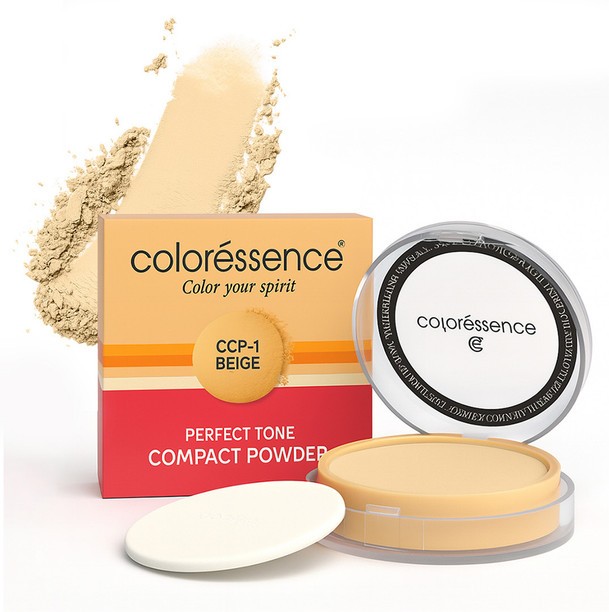 coloréssence®
Color your spirit
CCP-1
BEIGE
PERFECT TONE
COMPACT POWDER
coloréssence